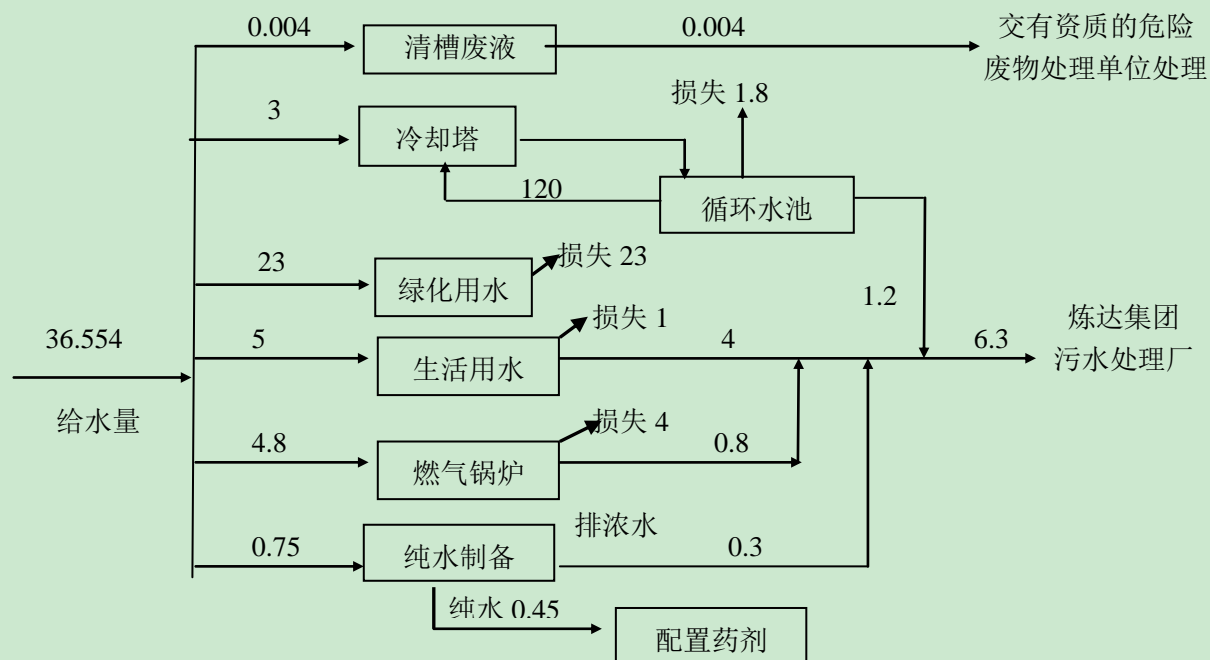 0.004
清槽废液
0.004
交有资质的危险
废物处理单位处理
损失 1.8
3
冷却塔
120
循环水池
23
绿化用水
损失 23
1.2
36.554
给水量
5
生活用水
损失 1
4
6.3
炼达集团
污水处理厂
4.8
燃气锅炉
损失 4
0.8
0.75
纯水制备
排浓水
0.3
纯水 0.45
配置药剂